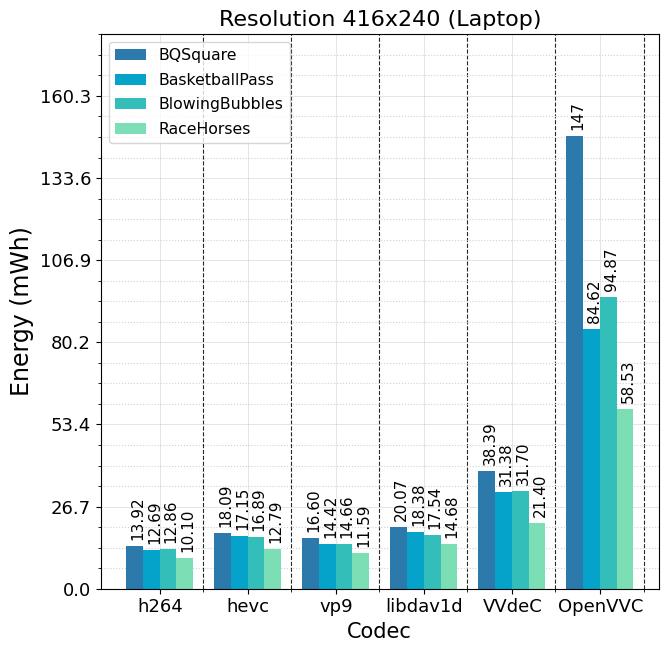 Resolution 416x240 (Laptop)
BQSquare
BasketballPass
BlowingBubbles
RaceHorses
Energy (mWh)
160.3
133.6
106.9
80.2
53.4
26.7
0.0
13.92
12.69
12.86
10.10
18.09
17.15
16.89
12.79
16.60
14.42
14.66
11.59
20.07
18.38
17.54
14.68
38.39
31.38
31.70
21.40
147
84.62
94.87
58.53
h264
hevc
vp9
libdav1d
VVdeC
OpenVVC
Codec